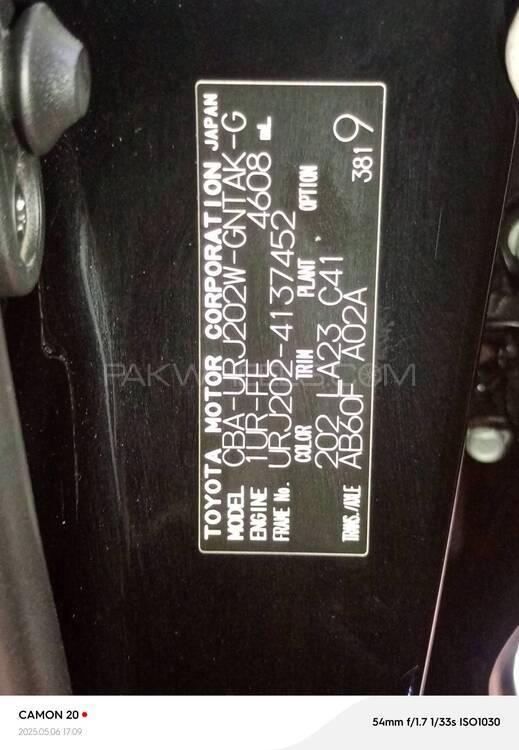 TOYOTA MOTOR CORPORATION JAPAN
MODEL CBA-URJ202W-GNTAK-G
ENGINE 1UR-FE 4608 mL
FRAME No. URJ202-4137452
COLOR TRIM PLANT OPTION
202 LA23 C41
TRANS./AXLE AB60F A02A 381 9
PAKWHEELS.COM
CAMON 20
2025.05.06 17:09
54mm f/1.7 1/33s ISO1030